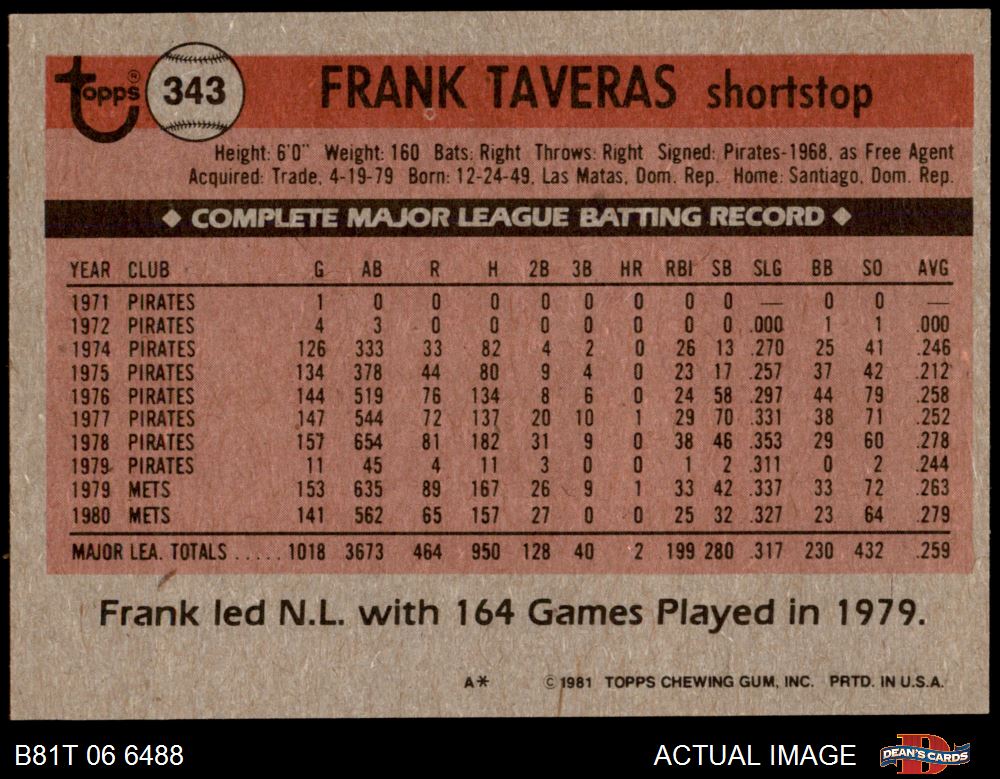 topps® 343 FRANK TAVERAS shortstop
Height: 6'0" Weight: 160 Bats: Right Throws: Right Signed: Pirates-1968, as Free Agent
Acquired: Trade, 4-19-79 Born: 12-24-49, Las Matas, Dom. Rep. Home: Santiago, Dom. Rep.
◆ COMPLETE MAJOR LEAGUE BATTING RECORD ◆
YEAR CLUB G AB R H 2B 3B HR RBI SB SLG BB SO AVG
1971 PIRATES 1 0 0 0 0 0 0 0 0 — 0 0 —
1972 PIRATES 4 3 0 0 0 0 0 0 0 .000 1 1 .000
1974 PIRATES 126 333 33 82 4 2 0 26 13 .270 25 41 .246
1975 PIRATES 134 378 44 80 9 4 0 23 17 .257 37 42 .212
1976 PIRATES 144 519 76 134 8 6 0 24 58 .297 44 79 .258
1977 PIRATES 147 544 72 137 20 10 1 29 70 .331 38 71 .252
1978 PIRATES 157 654 81 182 31 9 0 38 46 .353 29 60 .278
1979 PIRATES 11 45 4 11 3 0 0 1 2 .311 0 2 .244
1979 METS 153 635 89 167 26 9 1 33 42 .337 33 72 .263
1980 METS 141 562 65 157 27 0 0 25 32 .327 23 64 .279
MAJOR LEA. TOTALS ..... 1018 3673 464 950 128 40 2 199 280 .317 230 432 .259
Frank led N.L. with 164 Games Played in 1979.
A* © 1981 TOPPS CHEWING GUM, INC. PRTD. IN U.S.A.
B81T 06 6488 ACTUAL IMAGE DEAN'S CARDS